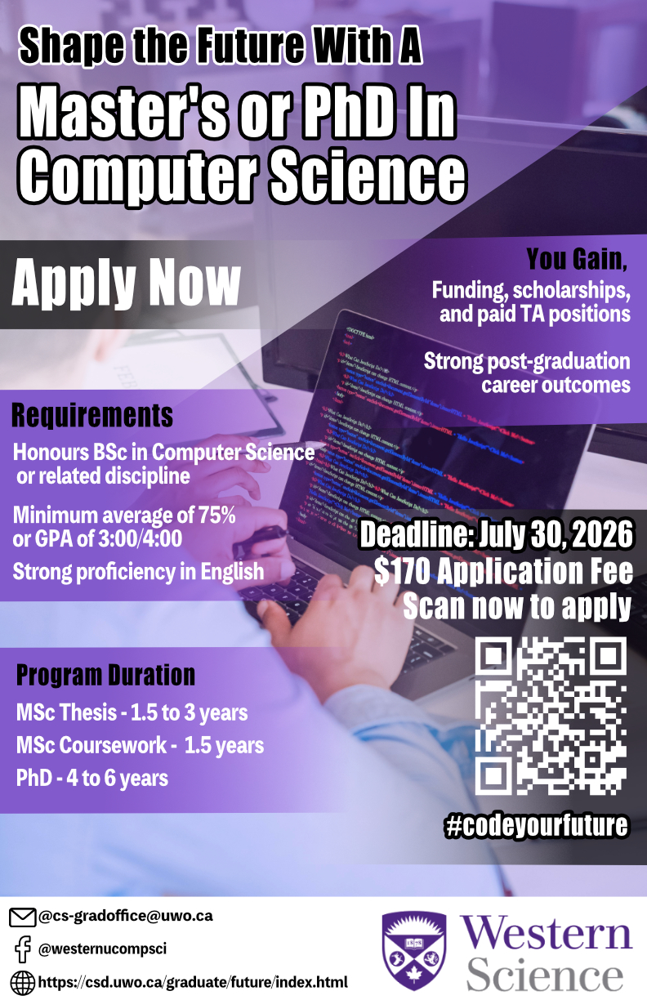 Shape the Future With A
Master's or PhD In
Computer Science
Apply Now
You Gain,
Funding, scholarships,
and paid TA positions
Strong post-graduation
career outcomes
Requirements
Honours BSc in Computer Science
or related discipline
Minimum average of 75%
or GPA of 3:00/4:00
Strong proficiency in English
Deadline: July 30, 2026
$170 Application Fee
Scan now to apply
Program Duration
MSc Thesis - 1.5 to 3 years
MSc Coursework - 1.5 years
PhD - 4 to 6 years
#codeyourfuture
@cs-gradoffice@uwo.ca
@westernucompsci
https://csd.uwo.ca/graduate/future/index.html
Western
Science